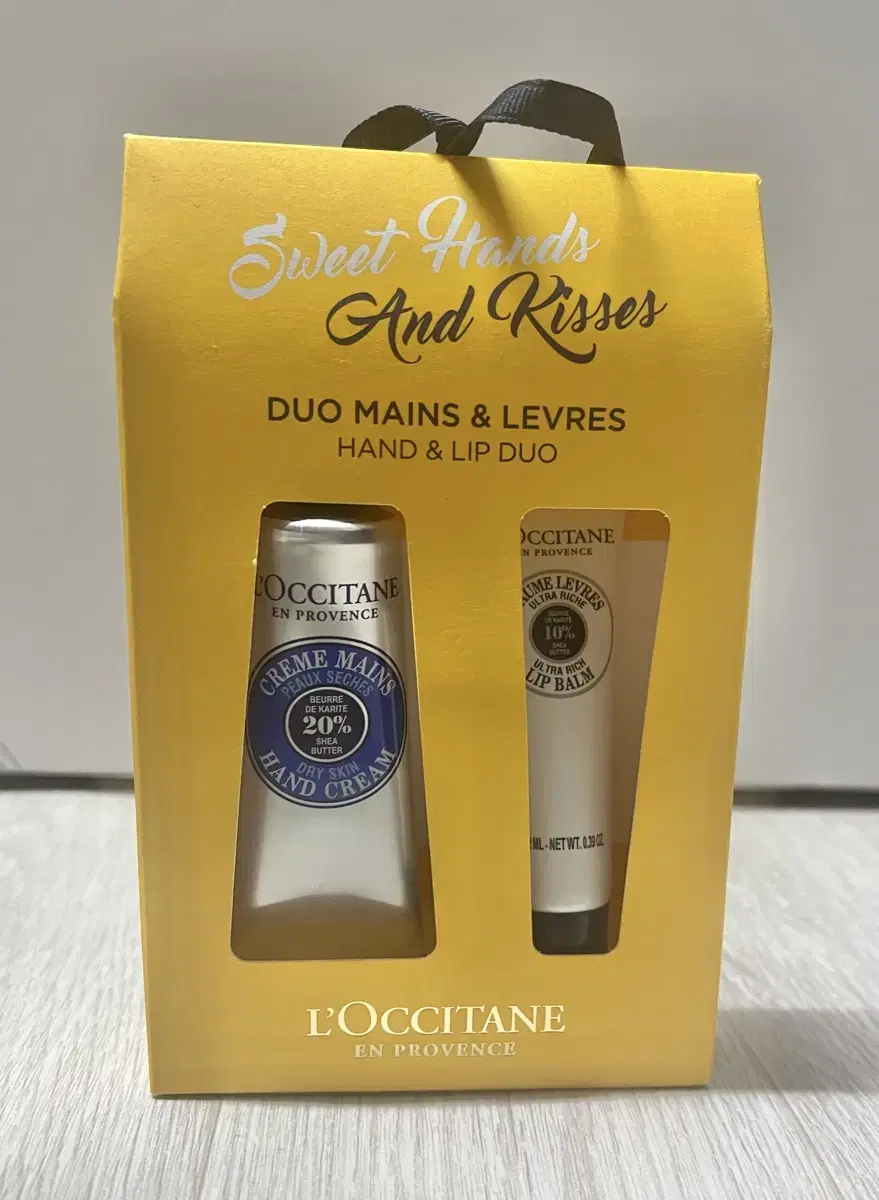 Sweet Hands
And Kisses
DUO MAINS & LEVRES
HAND & LIP DUO
L'OCCITANE
EN PROVENCE
CREME MAINS
PEAUX SECHES
BEURRE
DE KARITE
20%
SHEA
BUTTER
DRY SKIN
HAND CREAM
OCCITANE
N PROVENCE
AUME LEVRES
ULTRA RICHE
BEURRE
DE KARITE
10%
SHEA
BUTTER
ULTRA RICH
LIP BALM
ML - NET WT. 0.39 OZ.
L'OCCITANE
EN PROVENCE